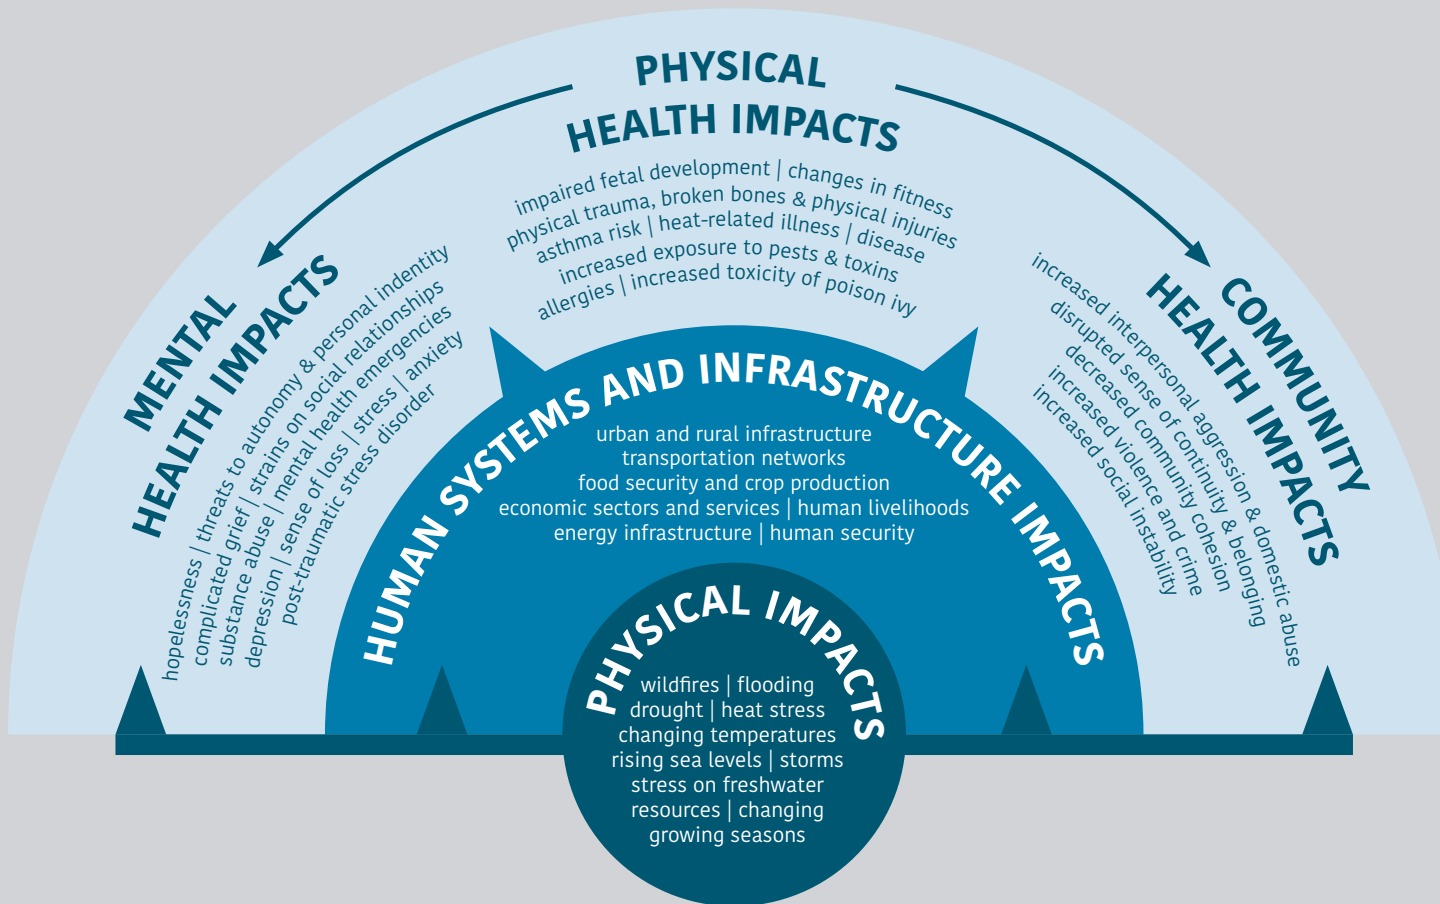 PHYSICAL
HEALTH IMPACTS
impaired fetal development | changes in fitness
physical trauma, broken bones & physical injuries
asthma risk | heat-related illness | disease
increased exposure to pests & toxins
allergies | increased toxicity of poison ivy
MENTAL
HEALTH IMPACTS
hopelessness | threats to autonomy & personal indentity
complicated grief | strains on social relationships
substance abuse | mental health emergencies
depression | sense of loss | stress | anxiety
post-traumatic stress disorder
COMMUNITY
HEALTH IMPACTS
increased interpersonal aggression & domestic abuse
disrupted sense of continuity & belonging
decreased community cohesion
increased violence and crime
increased social instability
HUMAN SYSTEMS AND INFRASTRUCTURE IMPACTS
urban and rural infrastructure
transportation networks
food security and crop production
economic sectors and services | human livelihoods
energy infrastructure | human security
PHYSICAL IMPACTS
wildfires | flooding
drought | heat stress
changing temperatures
rising sea levels | storms
stress on freshwater
resources | changing
growing seasons